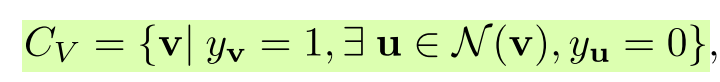 C_V = {v| y_v = 1, ∃ u ∈ 𝒩(v), y_u = 0},